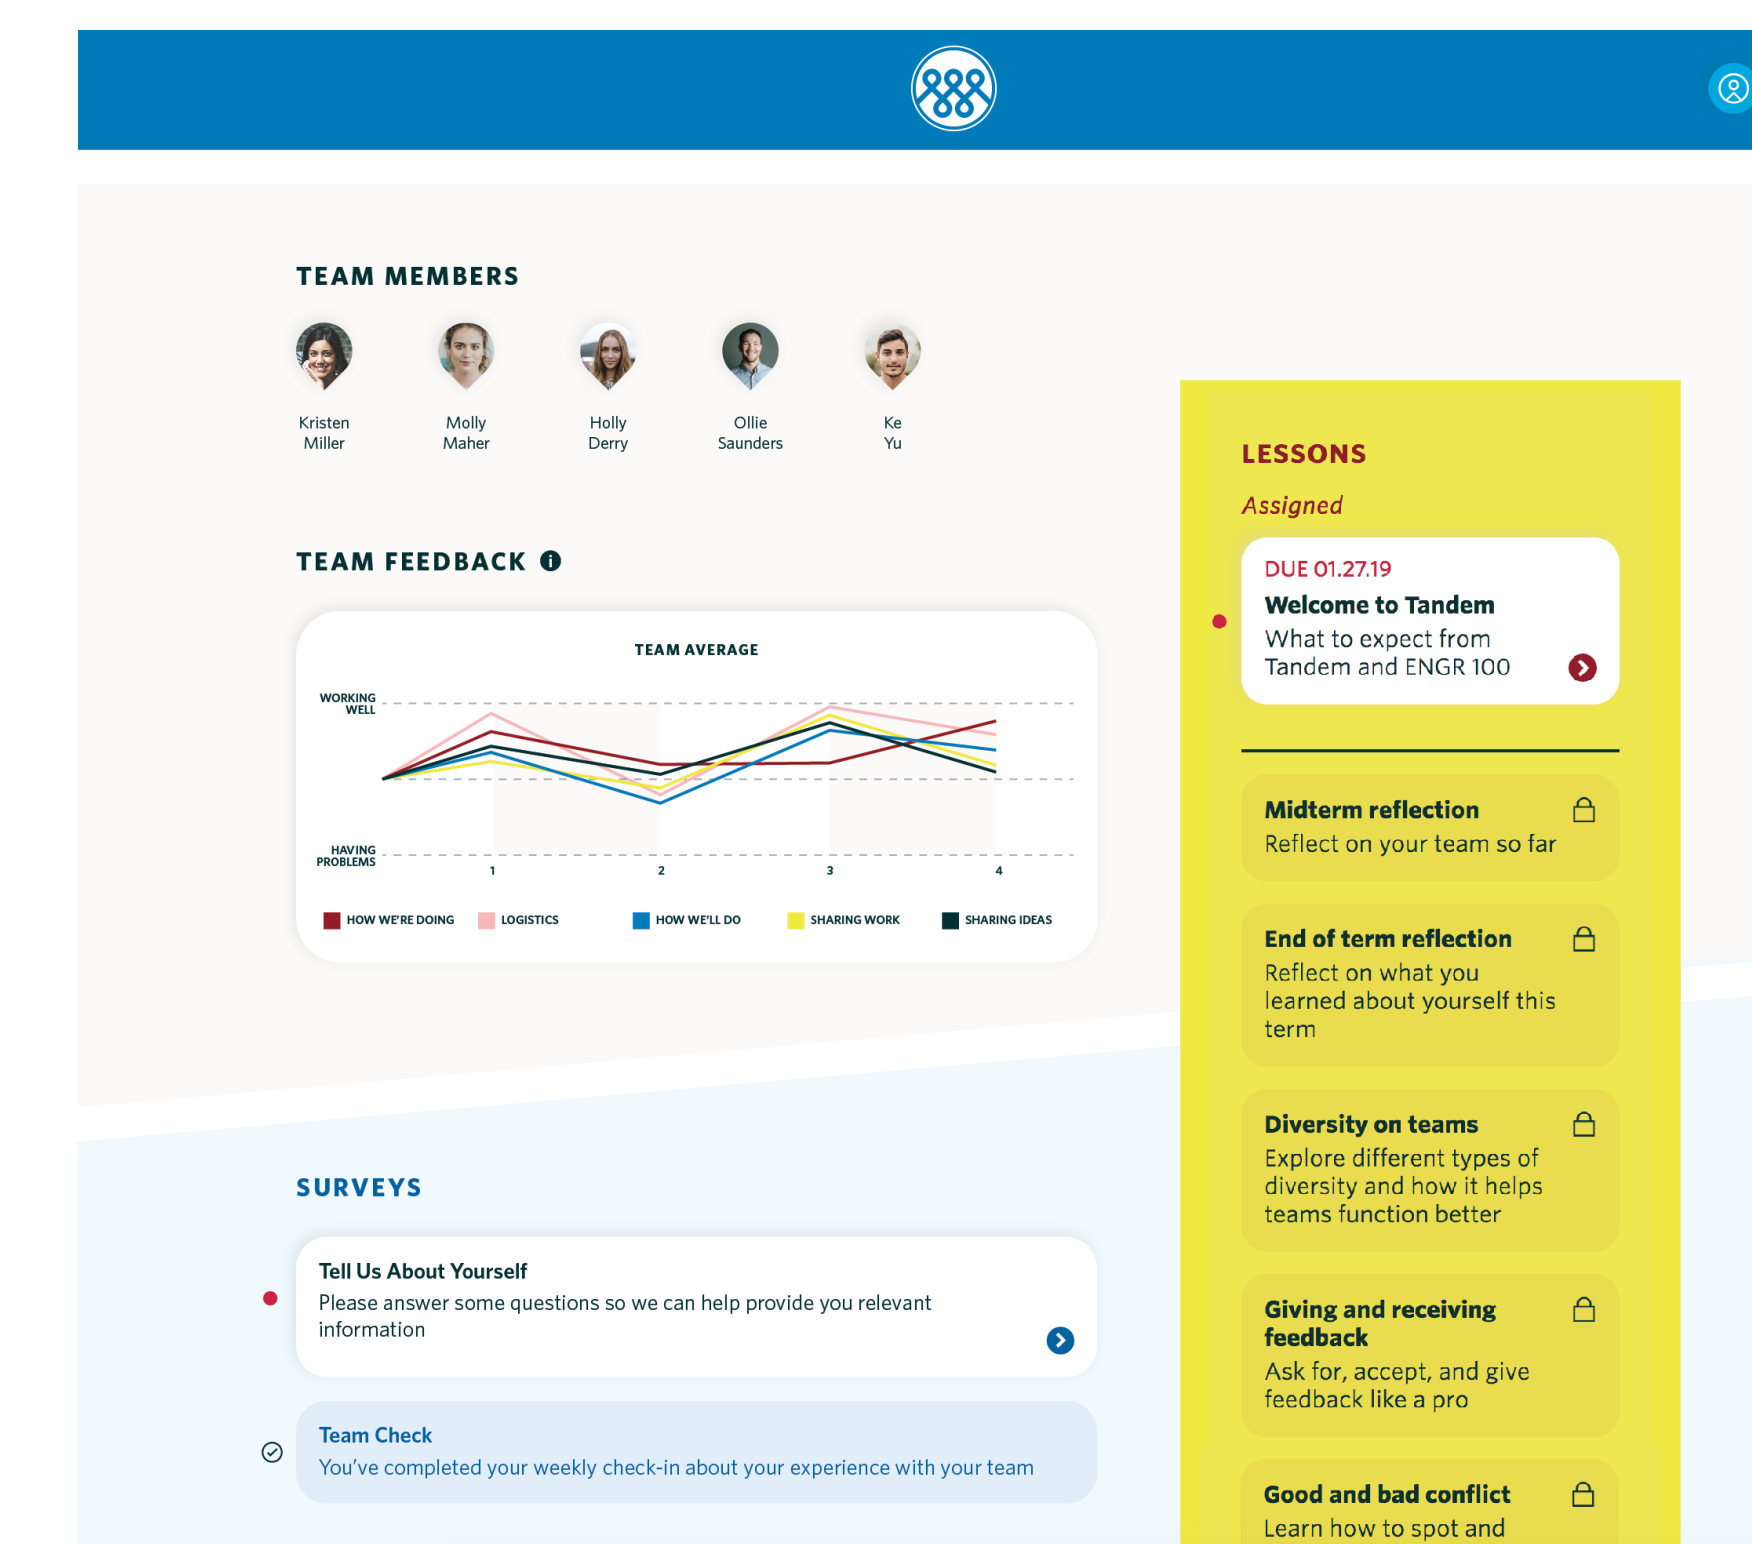 TEAM MEMBERS
Kristen
Miller
Molly
Maher
Holly
Derry
Ollie
Saunders
Ke
Yu
TEAM FEEDBACK i
TEAM AVERAGE
WORKING
WELL
HAVING
PROBLEMS
1 2 3 4
HOW WE'RE DOING LOGISTICS HOW WE'LL DO SHARING WORK SHARING IDEAS
SURVEYS
Tell Us About Yourself
Please answer some questions so we can help provide you relevant
information
Team Check
You've completed your weekly check-in about your experience with your team
LESSONS
Assigned
DUE 01.27.19
Welcome to Tandem
What to expect from
Tandem and ENGR 100
Midterm reflection
Reflect on your team so far
End of term reflection
Reflect on what you
learned about yourself this
term
Diversity on teams
Explore different types of
diversity and how it helps
teams function better
Giving and receiving
feedback
Ask for, accept, and give
feedback like a pro
Good and bad conflict
Learn how to spot and